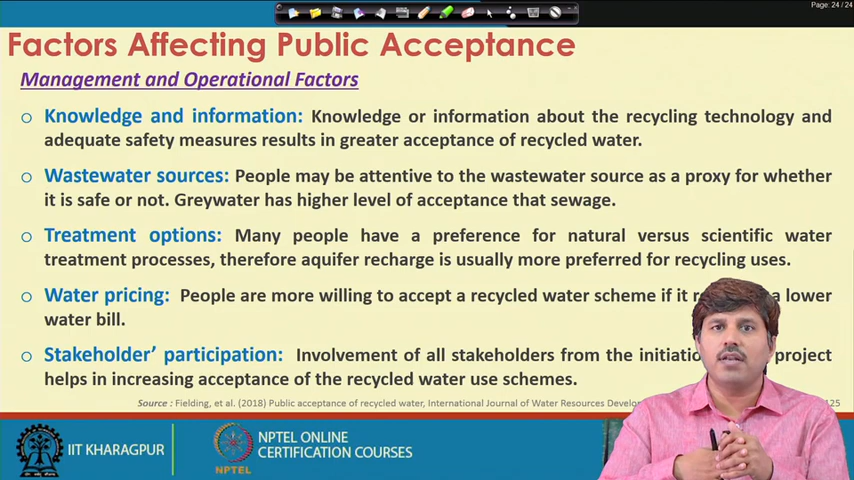 Page: 24 / 24
Factors Affecting Public Acceptance
Management and Operational Factors
Knowledge and information: Knowledge or information about the recycling technology and
adequate safety measures results in greater acceptance of recycled water.
Wastewater sources: People may be attentive to the wastewater source as a proxy for whether
it is safe or not. Greywater has higher level of acceptance that sewage.
Treatment options: Many people have a preference for natural versus scientific water
treatment processes, therefore aquifer recharge is usually more preferred for recycling uses.
Water pricing: People are more willing to accept a recycled water scheme if it a lower
water bill.
Stakeholder’ participation: Involvement of all stakeholders from the project
helps in increasing acceptance of the recycled water use schemes.
Source : Fielding, et al. (2018) Public acceptance of recycled water, International Journal of Water Resources 125
IIT KHARAGPUR
NPTEL
NPTEL ONLINE
CERTIFICATION COURSES